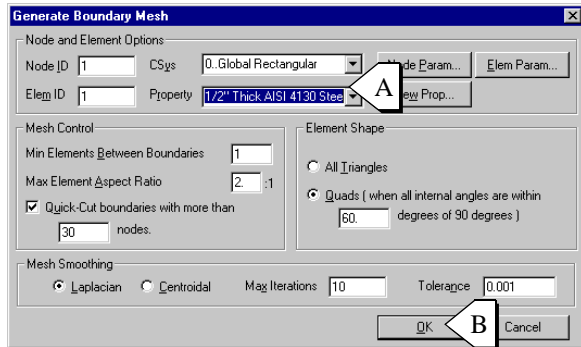 Generate Boundary Mesh
Node and Element Options
Node ID 1 CSys 0..Global Rectangular Node Param... Elem Param...
Elem ID 1 Property 1/2" Thick AISI 4130 Stee A ew Prop...
Mesh Control
Min Elements Between Boundaries 1
Max Element Aspect Ratio 2. :1
Quick-Cut boundaries with more than
30 nodes.
Element Shape
All Triangles
Quads ( when all internal angles are within
60. degrees of 90 degrees )
Mesh Smoothing
Laplacian Centroidal Max Iterations 10 Tolerance 0.001
OK B Cancel